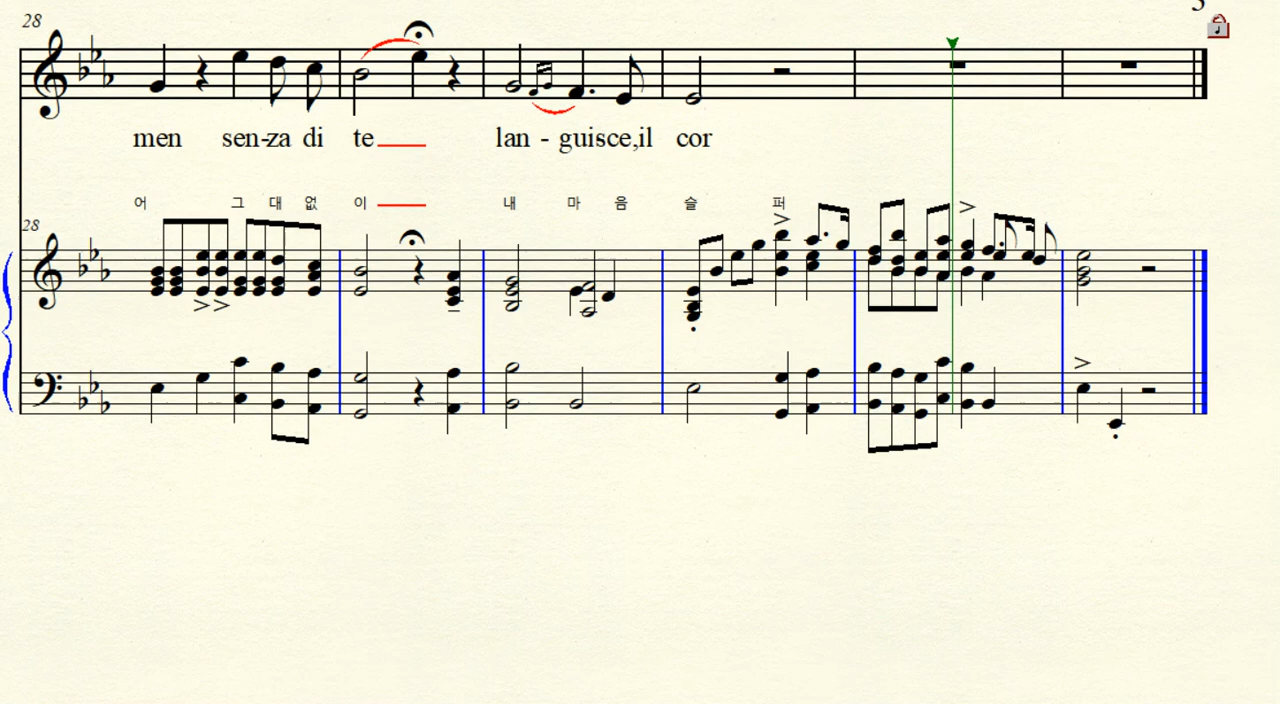 28
men sen-za di te lan - guisce,il cor
어 그 대 없 이 내 마 음 슬 퍼
28